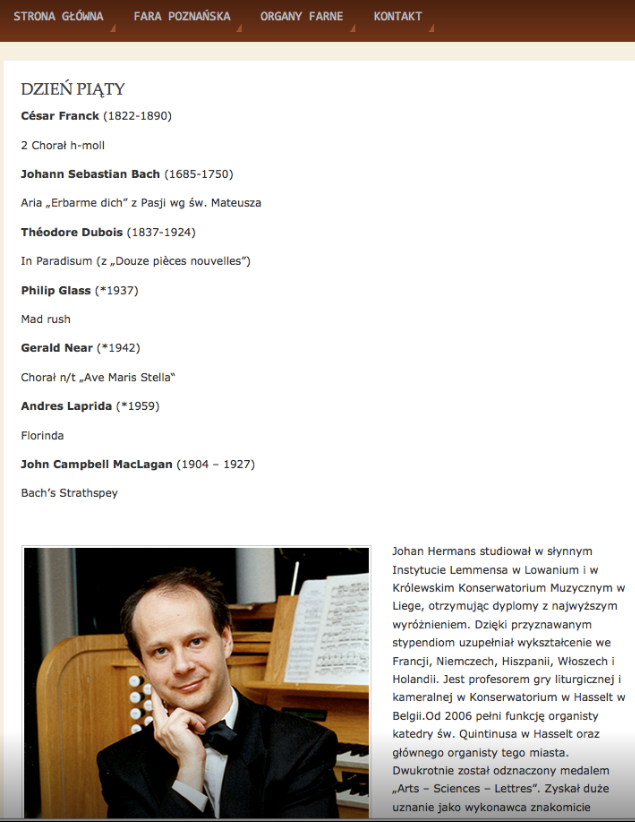 STRONA GŁÓWNA FARA POZNAŃSKA ORGANY FARNE KONTAKT
DZIEŃ PIĄTY
César Franck (1822-1890)
2 Chorał h-moll
Johann Sebastian Bach (1685-1750)
Aria „Erbarme dich” z Pasji wg św. Mateusza
Théodore Dubois (1837-1924)
In Paradisum (z „Douze pièces nouvelles”)
Philip Glass (*1937)
Mad rush
Gerald Near (*1942)
Chorał n/t „Ave Maris Stella“
Andres Laprida (*1959)
Florinda
John Campbell MacLagan (1904 – 1927)
Bach’s Strathspey
Johan Hermans studiował w słynnym
Instytucie Lemmensa w Lowanium i w
Królewskim Konserwatorium Muzycznym w
Liege, otrzymując dyplomy z najwyższym
wyróżnieniem. Dzięki przyznawanym
stypendiom uzupełniał wykształcenie we
Francji, Niemczech, Hiszpanii, Włoszech i
Holandii. Jest profesorem gry liturgicznej i
kameralnej w Konserwatorium w Hasselt w
Belgii.Od 2006 pełni funkcję organisty
katedry św. Quintinusa w Hasselt oraz
głównego organisty tego miasta.
Dwukrotnie został odznaczony medalem
„Arts – Sciences – Lettres”. Zyskał duże
uznanie jako wykonawca znakomicie